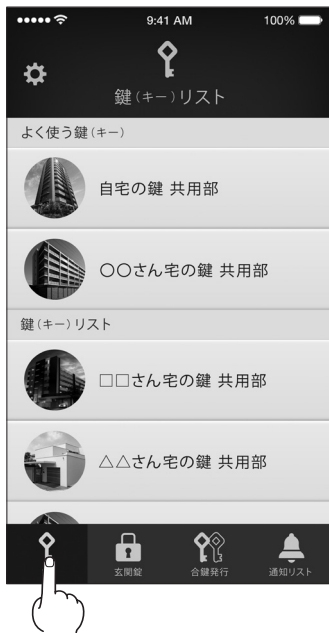 9:41 AM 100%
鍵（キー）リスト
よく使う鍵（キー）
自宅の鍵 共用部
〇〇さん宅の鍵 共用部
鍵（キー）リスト
□□さん宅の鍵 共用部
△△さん宅の鍵 共用部
玄関錠 合鍵発行 通知リスト